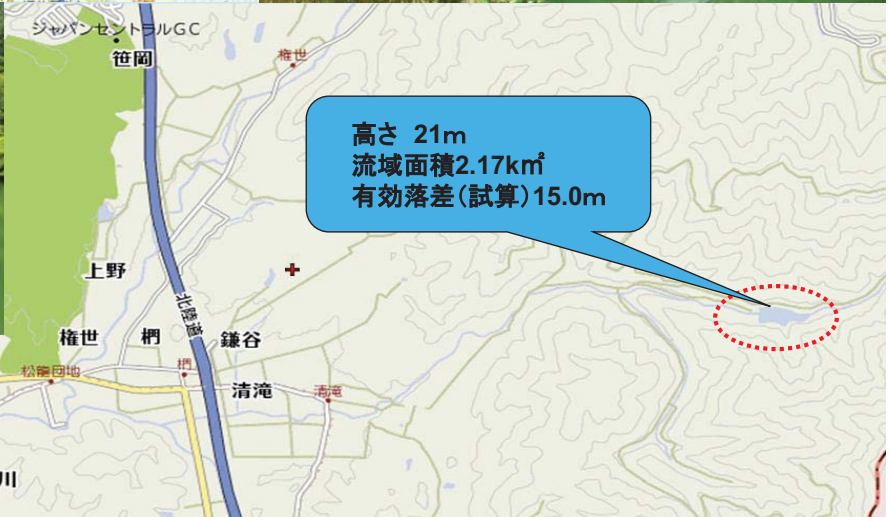 ジャパンセントラルGC
笹岡
権世
高さ 21m
流域面積2.17k㎡
有効落差(試算)15.0m
上野
北陸道
権世
椚
鎌谷
椚
松龍団地
清滝
清滝
川